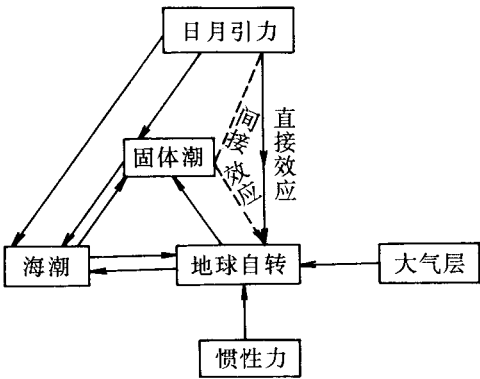 日月引力
间接效应
直接效应
固体潮
海潮
地球自转
大气层
惯性力